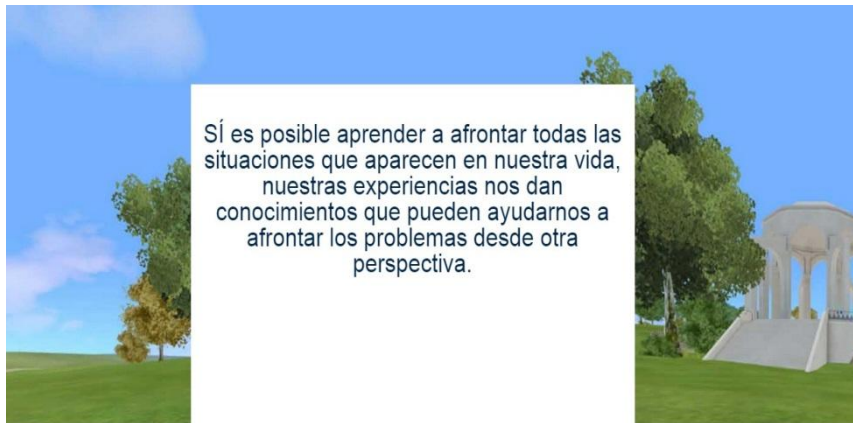 SÍ es posible aprender a afrontar todas las
situaciones que aparecen en nuestra vida,
nuestras experiencias nos dan
conocimientos que pueden ayudarnos a
afrontar los problemas desde otra
perspectiva.